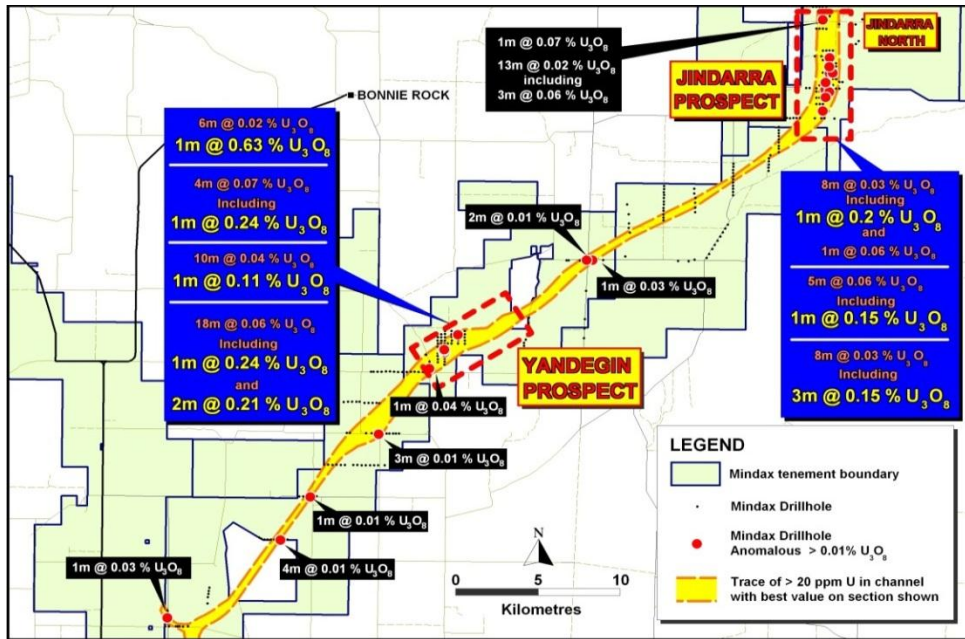 1m @ 0.07 % U₃O₈
13m @ 0.02 % U₃O₈
including
3m @ 0.06 % U₃O₈
JINDARRA
NORTH
JINDARRA
PROSPECT
BONNIE ROCK
6m @ 0.02 % U₃O₈
1m @ 0.63 % U₃O₈
4m @ 0.07 % U₃O₈
Including
1m @ 0.24 % U₃O₈
10m @ 0.04 % U₃O₈
1m @ 0.11 % U₃O₈
18m @ 0.06 % U₃O₈
Including
1m @ 0.24 % U₃O₈
and
2m @ 0.21 % U₃O₈
8m @ 0.03 % U₃O₈
Including
1m @ 0.2 % U₃O₈
and
1m @ 0.06 % U₃O₈
5m @ 0.06 % U₃O₈
Including
1m @ 0.15 % U₃O₈
8m @ 0.03 % U₃O₈
Including
3m @ 0.15 % U₃O₈
2m @ 0.01 % U₃O₈
1m @ 0.03 % U₃O₈
YANDEGIN
PROSPECT
1m @ 0.04 % U₃O₈
3m @ 0.01 % U₃O₈
1m @ 0.01 % U₃O₈
4m @ 0.01 % U₃O₈
1m @ 0.03 % U₃O₈
N
0 5 10
Kilometres
LEGEND
Mindax tenement boundary
Mindax Drillhole
Mindax Drillhole
Anomalous > 0.01% U₃O₈
Trace of > 20 ppm U in channel
with best value on section shown